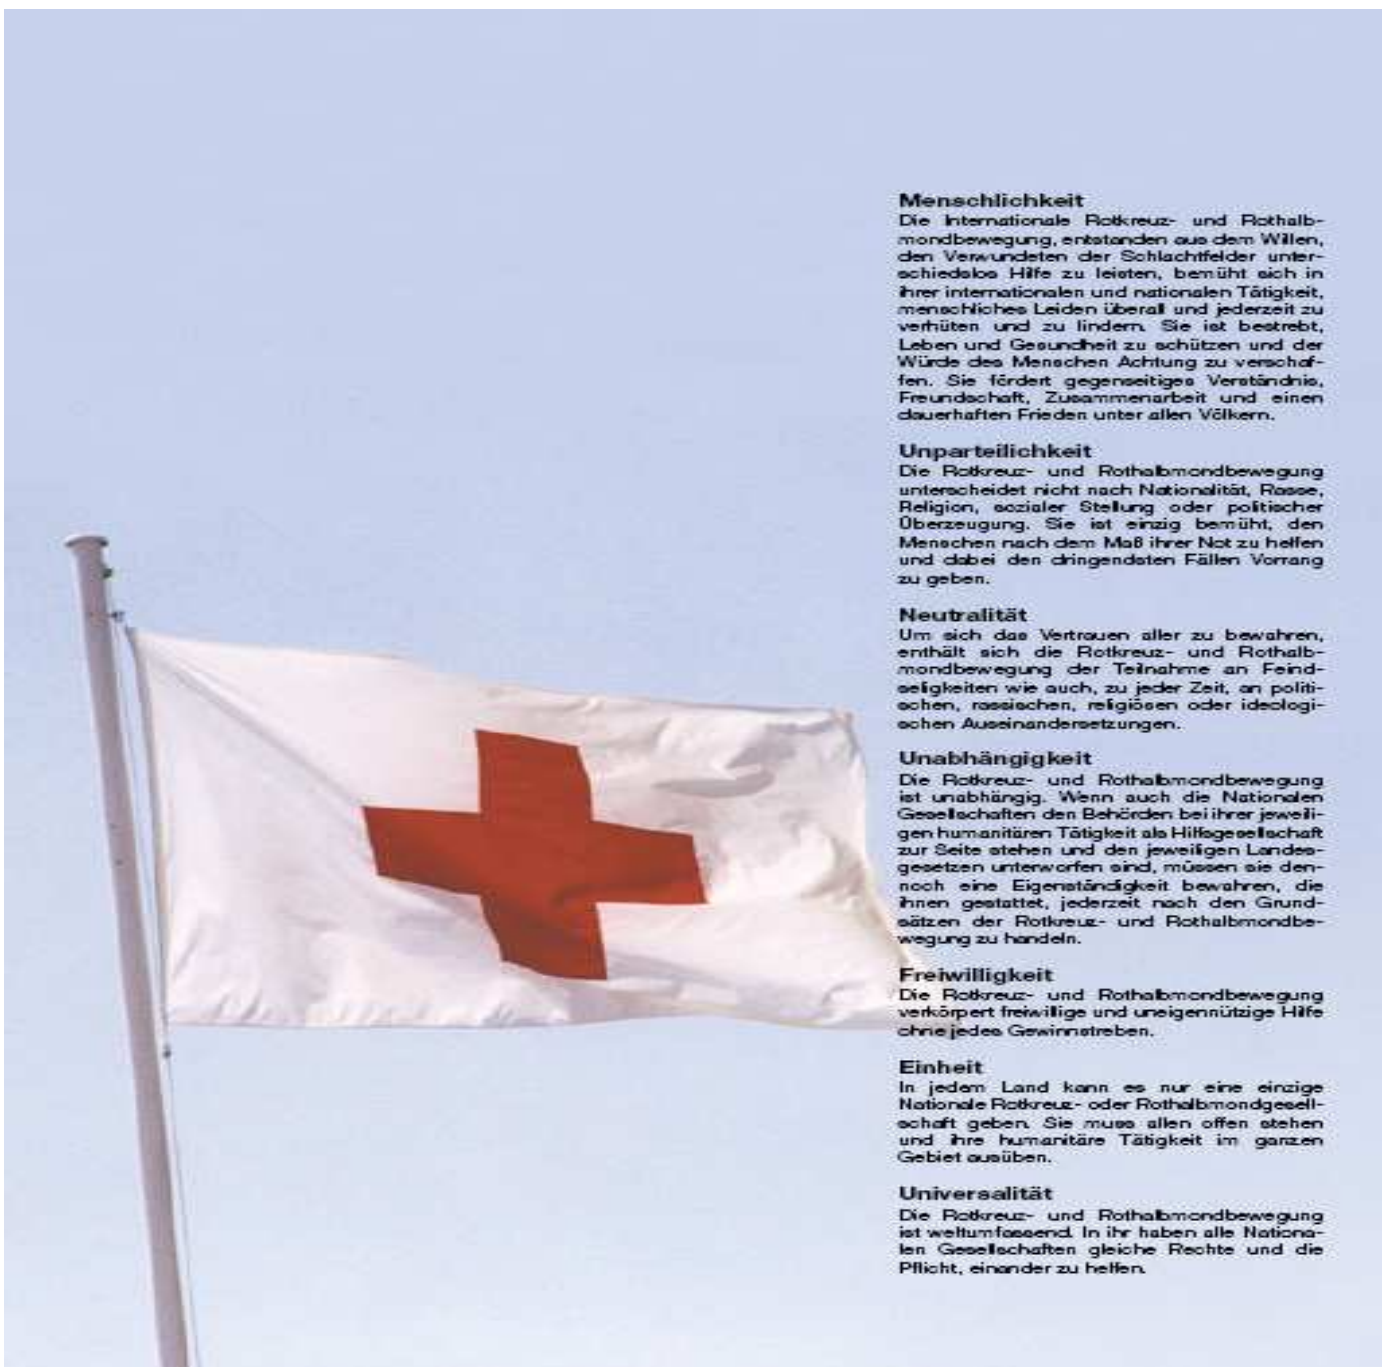 Menschlichkeit
Die Internationale Rotkreuz- und Rothalb-
mondbewegung, entstanden aus dem Willen,
den Verwundeten der Schlachtfelder unter-
schiedslos Hilfe zu leisten, bemüht sich in
ihrer internationalen und nationalen Tätigkeit,
menschliches Leiden überall und jederzeit zu
verhüten und zu lindern. Sie ist bestrebt,
Leben und Gesundheit zu schützen und der
Würde des Menschen Achtung zu verschaf-
fen. Sie fördert gegenseitiges Verständnis,
Freundschaft, Zusammenarbeit und einen
dauerhaften Frieden unter allen Völkern.
Unparteilichkeit
Die Rotkreuz- und Rothalbmondbewegung
unterscheidet nicht nach Nationalität, Rasse,
Religion, sozialer Stellung oder politischer
Überzeugung. Sie ist einzig bemüht, den
Menschen nach dem Maß ihrer Not zu helfen
und dabei den dringendsten Fällen Vorrang
zu geben.
Neutralität
Um sich das Vertrauen aller zu bewahren,
enthält sich die Rotkreuz- und Rothalb-
mondbewegung der Teilnahme an Feind-
seligkeiten wie auch, zu jeder Zeit, an politi-
schen, rassischen, religiösen oder ideologi-
schen Auseinandersetzungen.
Unabhängigkeit
Die Rotkreuz- und Rothalbmondbewegung
ist unabhängig. Wenn auch die Nationalen
Gesellschaften den Behörden bei ihrer jeweili-
gen humanitären Tätigkeit als Hilfsgesellschaft
zur Seite stehen und den jeweiligen Landes-
gesetzen unterworfen sind, müssen sie den-
noch eine Eigenständigkeit bewahren, die
ihnen gestattet, jederzeit nach den Grund-
sätzen der Rotkreuz- und Rothalbmondbe-
wegung zu handeln.
Freiwilligkeit
Die Rotkreuz- und Rothalbmondbewegung
verkörpert freiwillige und uneigennützige Hilfe
ohne jedes Gewinnstreben.
Einheit
In jedem Land kann es nur eine einzige
Nationale Rotkreuz- oder Rothalbmondgesell-
schaft geben. Sie muss allen offen stehen
und ihre humanitäre Tätigkeit im ganzen
Gebiet ausüben.
Universalität
Die Rotkreuz- und Rothalbmondbewegung
ist weltumfassend. In ihr haben alle Nationa-
len Gesellschaften gleiche Rechte und die
Pflicht, einander zu helfen.